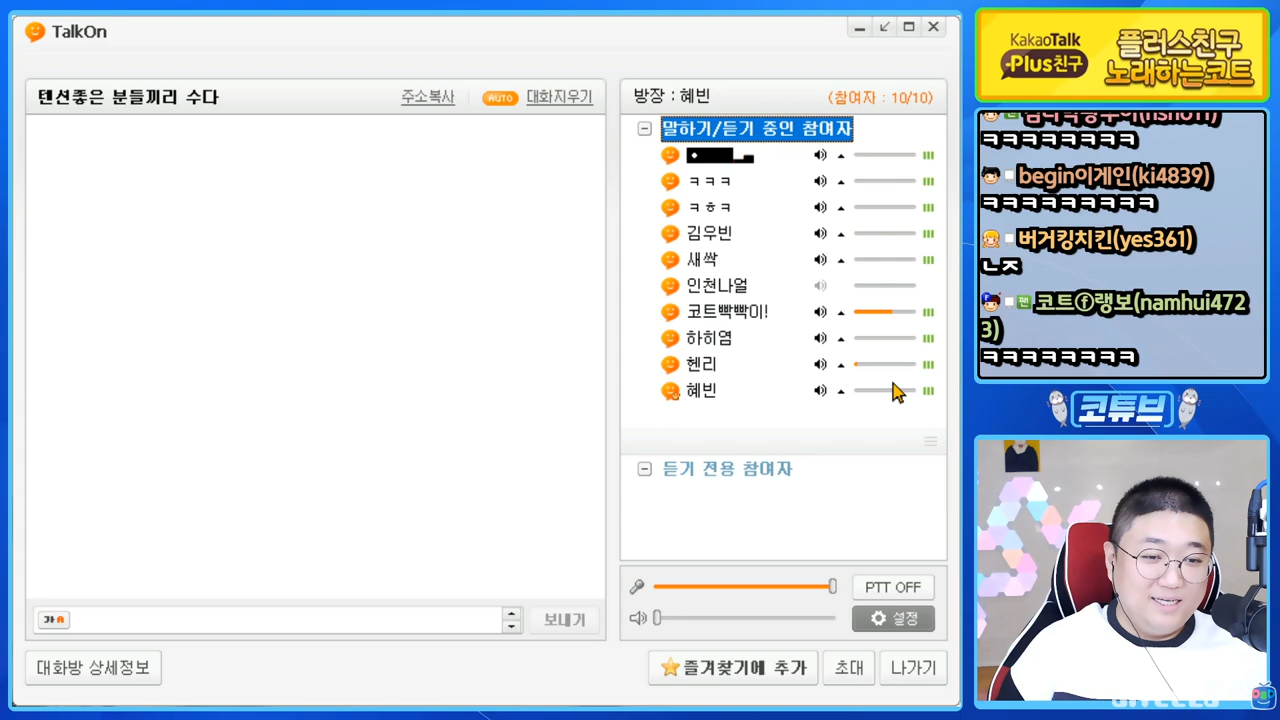 TalkOn
텐션좋은 분들끼리 수다
주소복사
AUTO 대화지우기
방장 : 혜빈
(참여자 : 10/10)
말하기/듣기 중인 참여자
ㅋㅋㅋ
ㅋㅎㅋ
김우빈
새싹
인천나얼
코트빡빡이!
하히염
헨리
혜빈
듣기 전용 참여자
PTT OFF
설정
가A
보내기
대화방 상세정보
즐겨찾기에 추가
초대
나가기
KakaoTalk
Plus친구
플러스친구
노래하는코트
ㅋㅋㅋㅋㅋㅋㅋㅋ
begin이게인(ki4839)
ㅋㅋㅋㅋㅋㅋㅋㅋㅋ
버거킹치킨(yes361)
ㄴㅈ
F 팬 코트ⓕ랭보(namhui472
3)
ㅋㅋㅋㅋㅋㅋㅋㅋ
코튜브